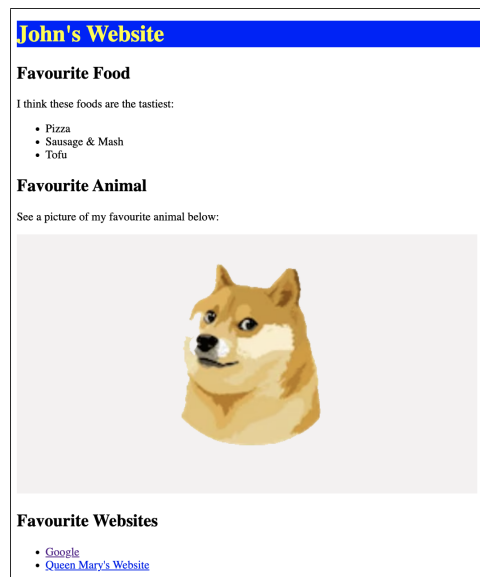 John's Website
Favourite Food
I think these foods are the tastiest:
Pizza
Sausage & Mash
Tofu
Favourite Animal
See a picture of my favourite animal below:
Favourite Websites
Google
Queen Mary's Website